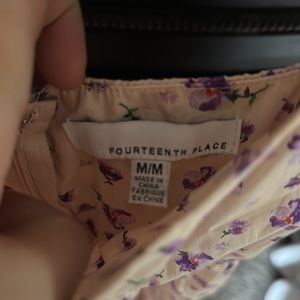 FOURTEENTH PLACE
M/M
MADE IN
CHINA
FABRIQUÉ
EN CHINE